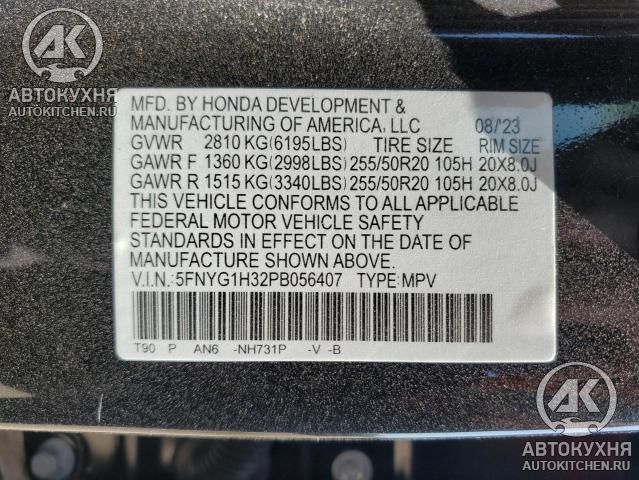 AK
АВТОКУХНЯ
AUTOKITCHEN.RU
MFD. BY HONDA DEVELOPMENT &
MANUFACTURING OF AMERICA, LLC 08/'23
GVWR 2810 KG(6195LBS) TIRE SIZE RIM SIZE
GAWR F 1360 KG(2998LBS) 255/50R20 105H 20X8.0J
GAWR R 1515 KG(3340LBS) 255/50R20 105H 20X8.0J
THIS VEHICLE CONFORMS TO ALL APPLICABLE
FEDERAL MOTOR VEHICLE SAFETY
STANDARDS IN EFFECT ON THE DATE OF
MANUFACTURE SHOWN ABOVE.
V.I.N.:5FNYG1H32PB056407 TYPE:MPV
T90 P AN6 -NH731P -V -B
AK
АВТОКУХНЯ
AUTOKITCHEN.RU